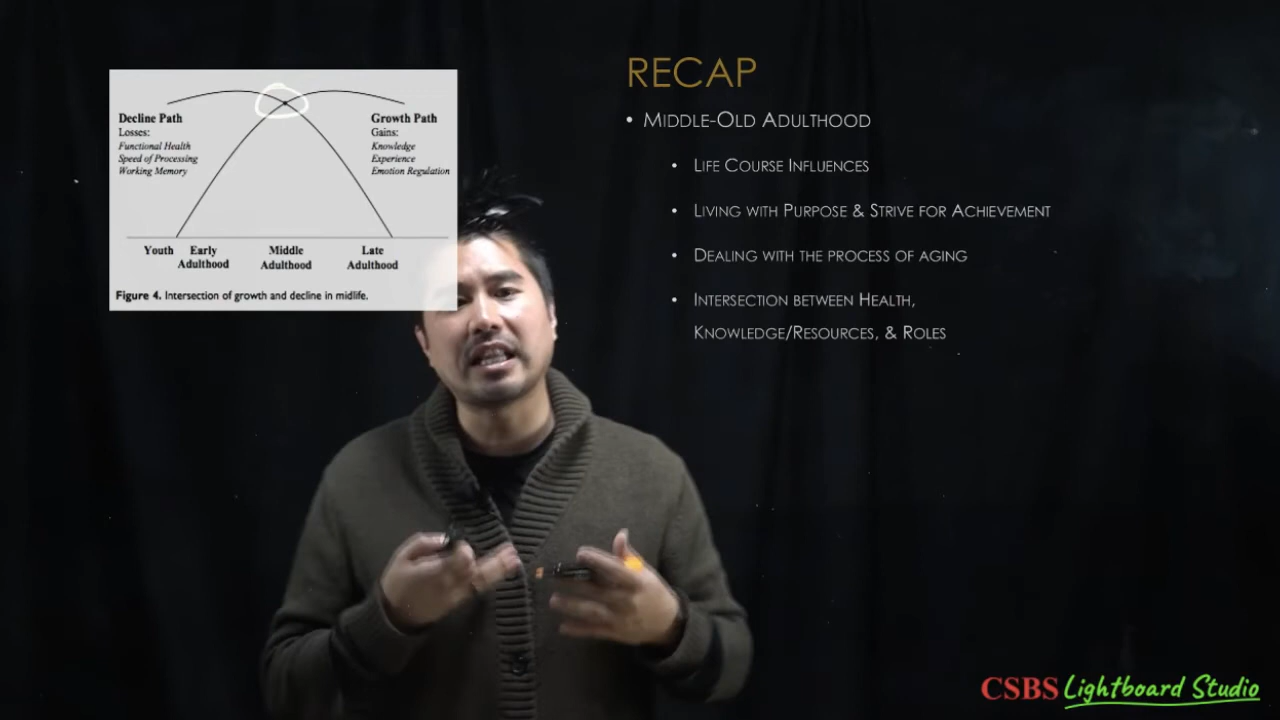 Decline Path
Losses:
Functional Health
Speed of Processing
Working Memory
Growth Path
Gains:
Knowledge
Experience
Emotion Regulation
Youth
Early
Adulthood
Middle
Adulthood
Late
Adulthood
Figure 4. Intersection of growth and decline in midlife.
RECAP
• MIDDLE-OLD ADULTHOOD
• LIFE COURSE INFLUENCES
• LIVING WITH PURPOSE & STRIVE FOR ACHIEVEMENT
• DEALING WITH THE PROCESS OF AGING
• INTERSECTION BETWEEN HEALTH,
KNOWLEDGE/RESOURCES, & ROLES
CSBS Lightboard Studio